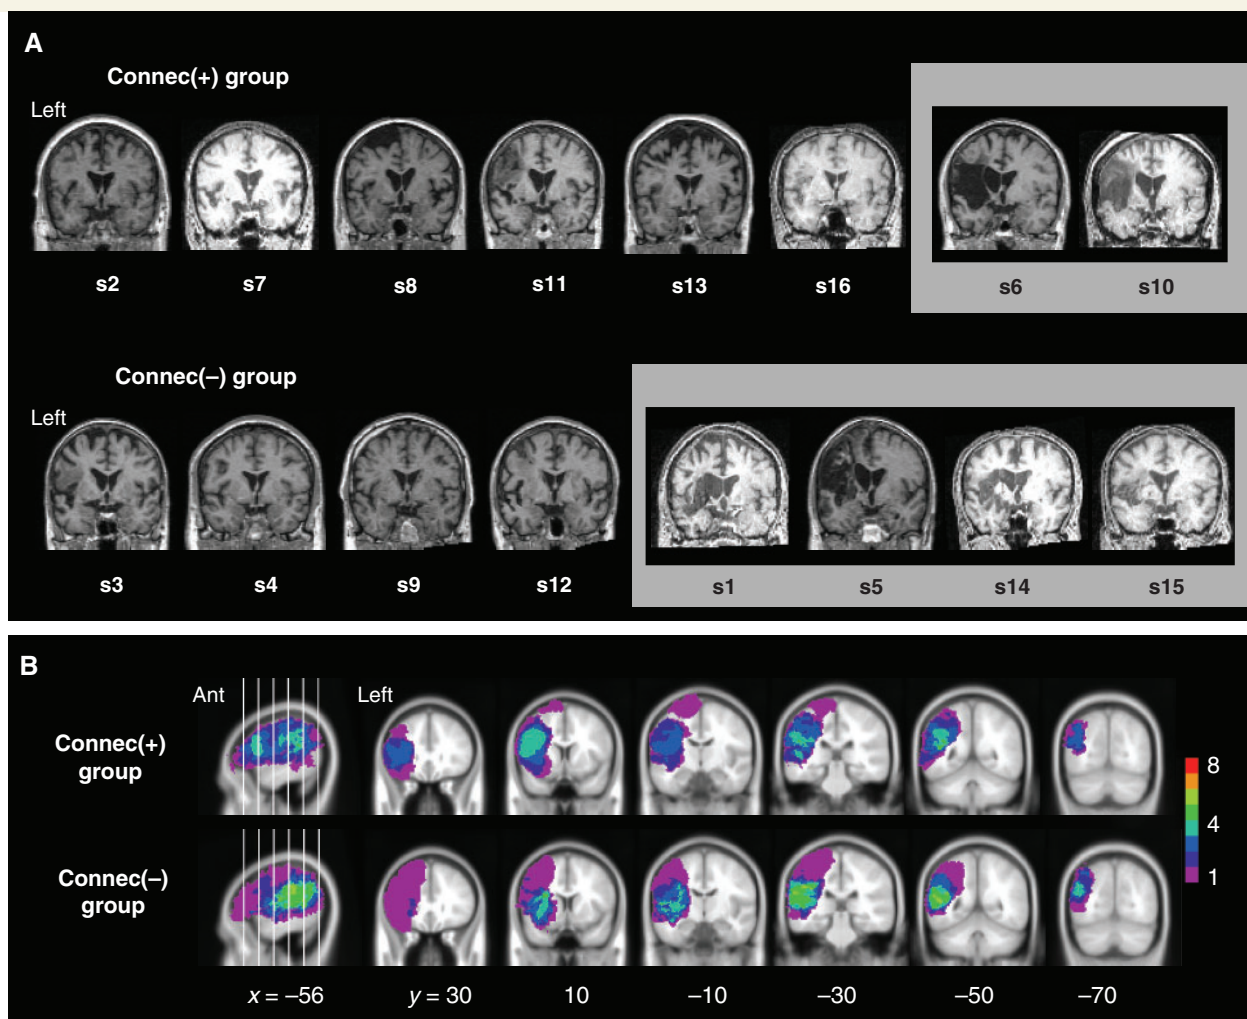 A
Connec(+) group
Left
s2 s7 s8 s11 s13 s16 s6 s10
Connec(–) group
Left
s3 s4 s9 s12 s1 s5 s14 s15
B
Ant Left
Connec(+)
group
8
4
1
Connec(–)
group
x = –56 y = 30 10 –10 –30 –50 –70